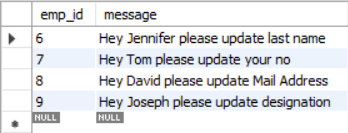 emp_id message
6 Hey Jennifer please update last name
7 Hey Tom please update your no
8 Hey David please update Mail Address
9 Hey Joseph please update designation
NULL NULL